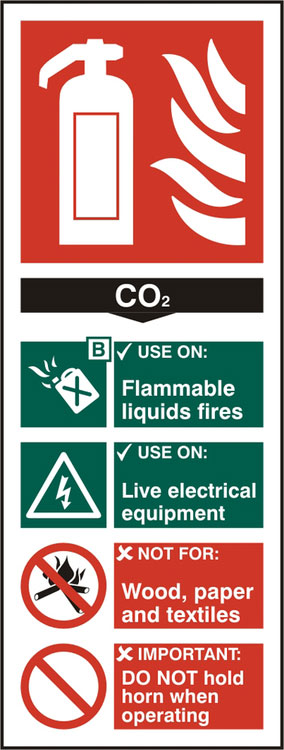 CO₂
B
✓ USE ON:
Flammable
liquids fires
✓ USE ON:
Live electrical
equipment
✗ NOT FOR:
Wood, paper
and textiles
✗ IMPORTANT:
DO NOT hold
horn when
operating